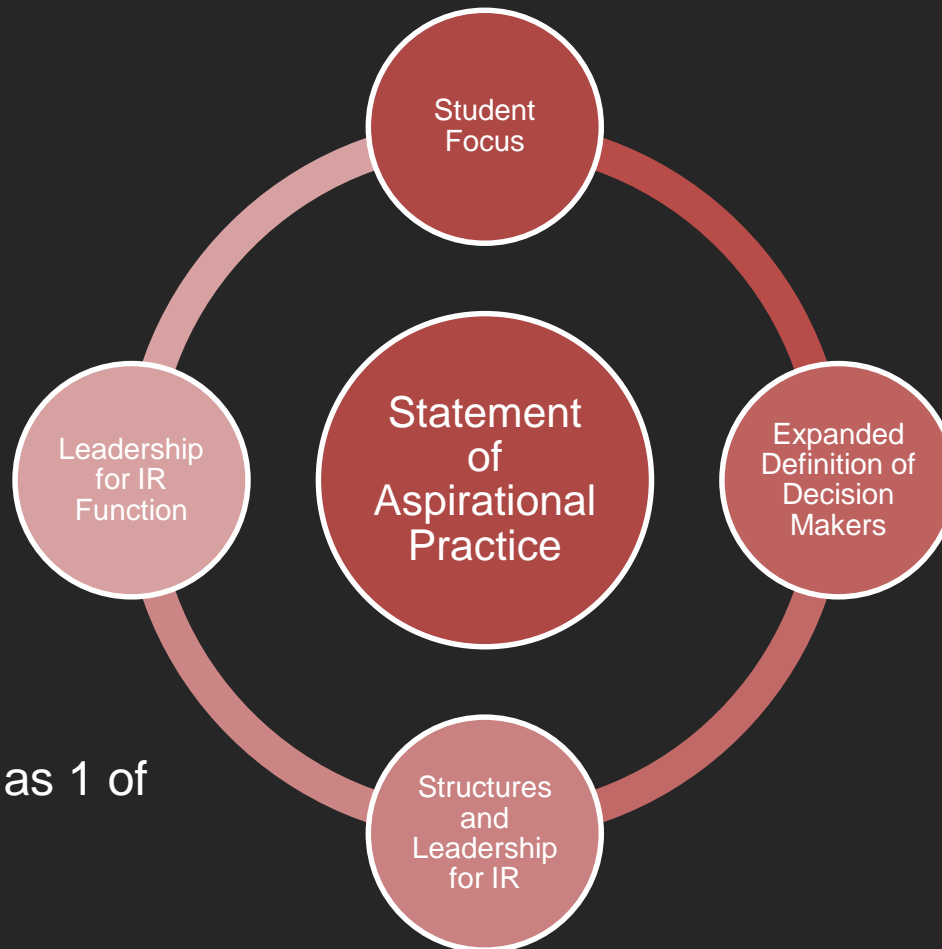 Student
Focus
Statement
of
Aspirational
Practice
Expanded
Definition of
Decision
Makers
Leadership
for IR
Function
Structures
and
Leadership
for IR
as 1 of